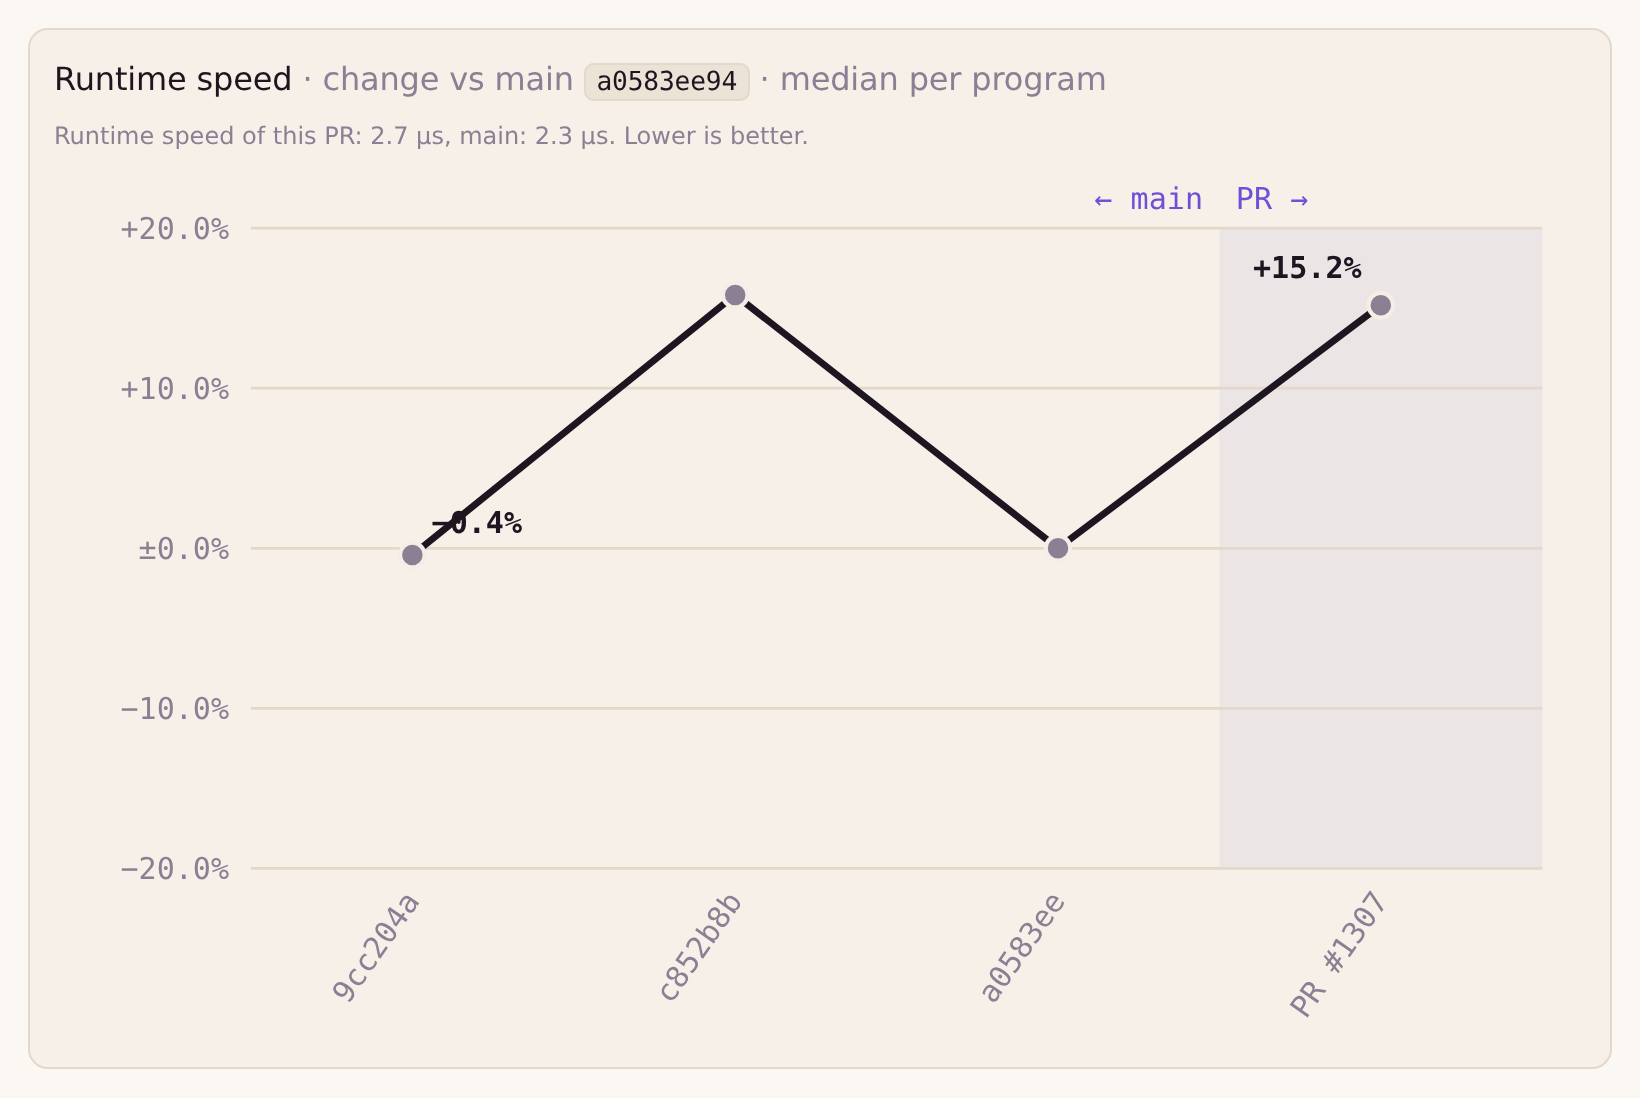 Runtime speed · change vs main a0583ee94 · median per program
Runtime speed of this PR: 2.7 µs, main: 2.3 µs. Lower is better.
← main PR →
+20.0%
+15.2%
+10.0%
−0.4%
±0.0%
−10.0%
−20.0%
9cc204a
c852b8b
a0583ee
PR #1307